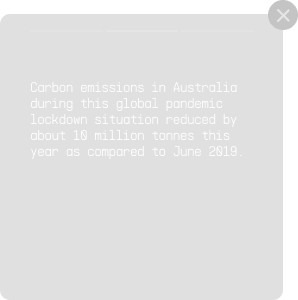 Carbon emissions in Australia
during this global pandemic
lockdown situation reduced by
about 10 million tonnes this
year as compared to June 2019.